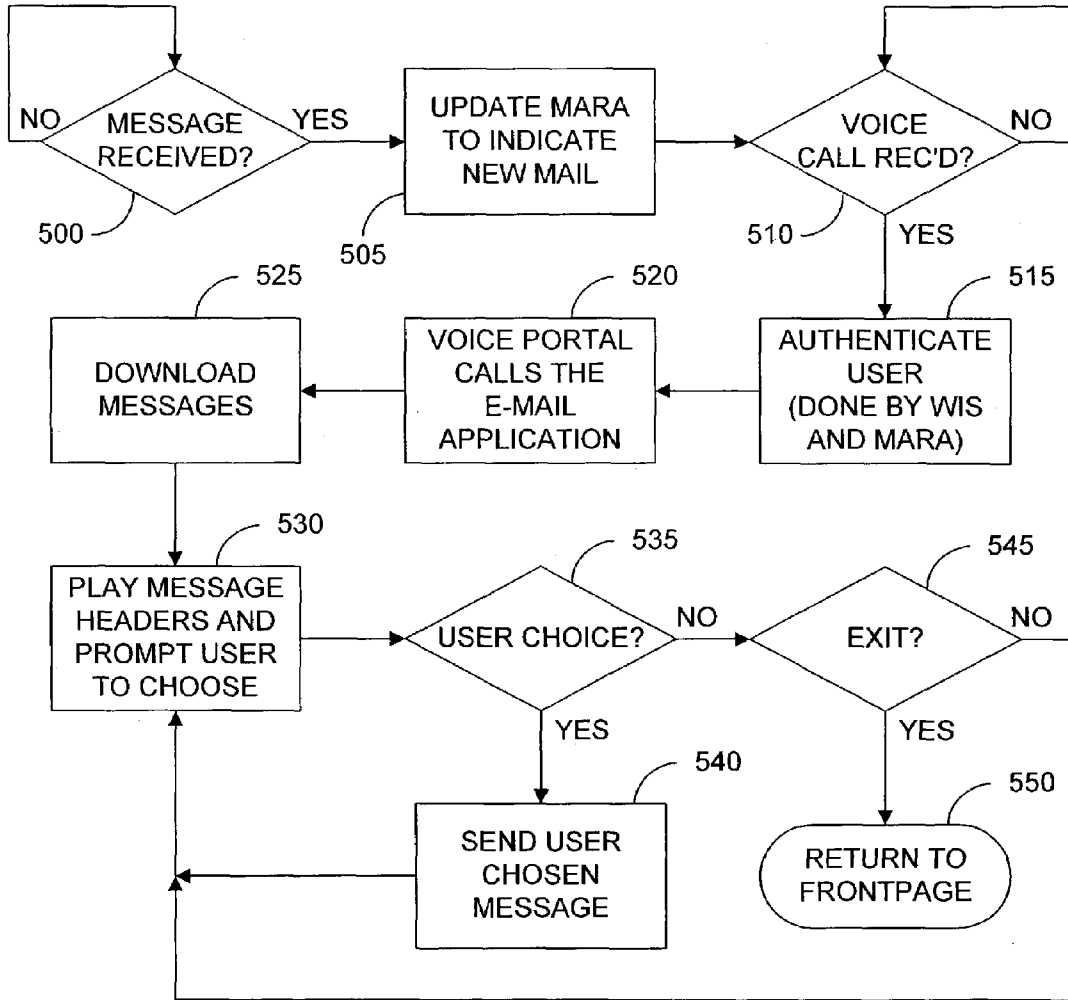 NO
MESSAGE
RECEIVED?
YES
500
UPDATE MARA
TO INDICATE
NEW MAIL
505
VOICE
CALL REC'D?
NO
510
YES
525
DOWNLOAD
MESSAGES
520
VOICE PORTAL
CALLS THE
E-MAIL
APPLICATION
515
AUTHENTICATE
USER
(DONE BY WIS
AND MARA)
530
PLAY MESSAGE
HEADERS AND
PROMPT USER
TO CHOOSE
535
USER CHOICE?
NO
YES
545
EXIT?
NO
YES
540
SEND USER
CHOSEN
MESSAGE
550
RETURN TO
FRONTPAGE